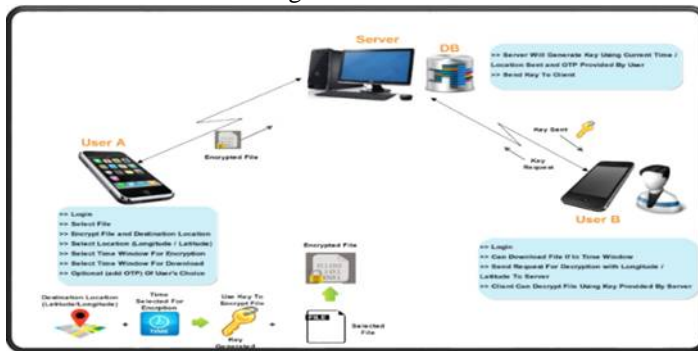 Server
DB
>> Server Will Generate Key Using Current Time /
Location Sent and OTP Provided By User
>> Send Key To Client
User A
Encrypted File
Key Sent
Key
Request
User B
>> Login
>> Select File
>> Encrypt File and Destination Location
>> Select Location (Longitude / Latitude)
>> Select Time Window For Encryption
>> Select Time Window For Download
>> Optional (add OTP) Of User's Choice
>> Login
>> Can Download File If In Time Window
>> Send Request For Decryption with Longitude /
Latitude To Server
>> Client Can Decrypt File Using Key Provided By Server
Encrypted File
Destination Location
(Latitude/Longitude)
Time
Selected For
Encryption
TIME
Use Key To
Encrypt File
Key
Generated
FILE
Selected
File